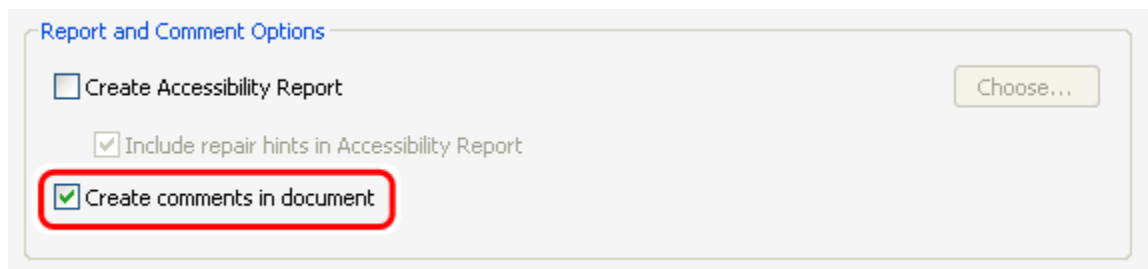 Report and Comment Options
Create Accessibility Report
Choose...
Include repair hints in Accessibility Report
Create comments in document